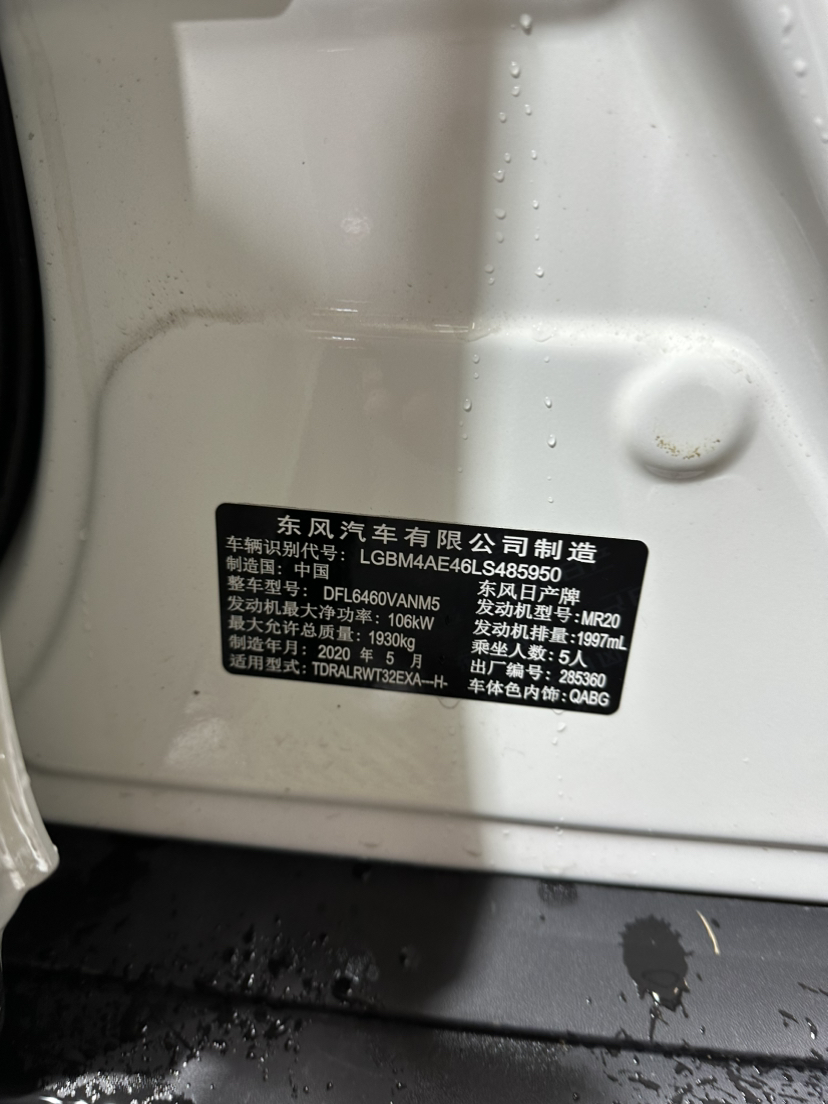 东风汽车有限公司制造
车辆识别代号：LGBM4AE46LS485950
制造国：中国 东风日产牌
整车型号：DFL6460VANM5 发动机型号：MR20
发动机最大净功率：106kW 发动机排量：1997mL
最大允许总质量：1930kg 乘坐人数：5人
制造年月：2020 年 5 月 出厂编号：285360
适用型式：TDRALRWT32EXA—H- 车体色内饰：QABG